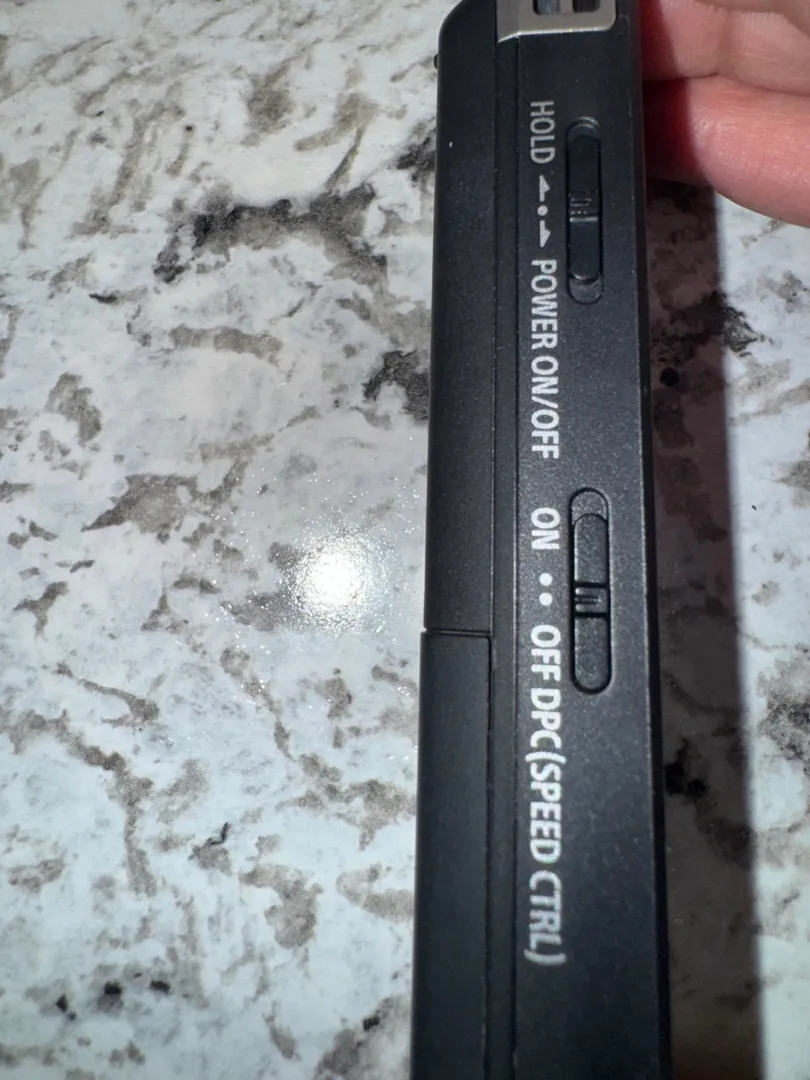 HOLD POWER ON/OFF
ON •• OFF DPC(SPEED CTRL)